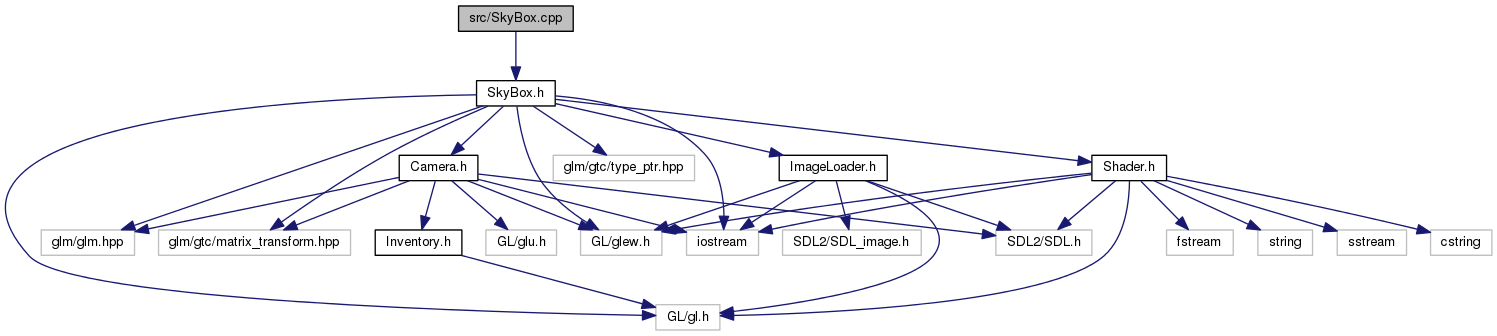 src/SkyBox.cpp
SkyBox.h
Camera.h
glm/gtc/type_ptr.hpp
ImageLoader.h
Shader.h
glm/glm.hpp
glm/gtc/matrix_transform.hpp
Inventory.h
GL/glu.h
GL/glew.h
iostream
SDL2/SDL_image.h
SDL2/SDL.h
fstream
string
sstream
cstring
GL/gl.h